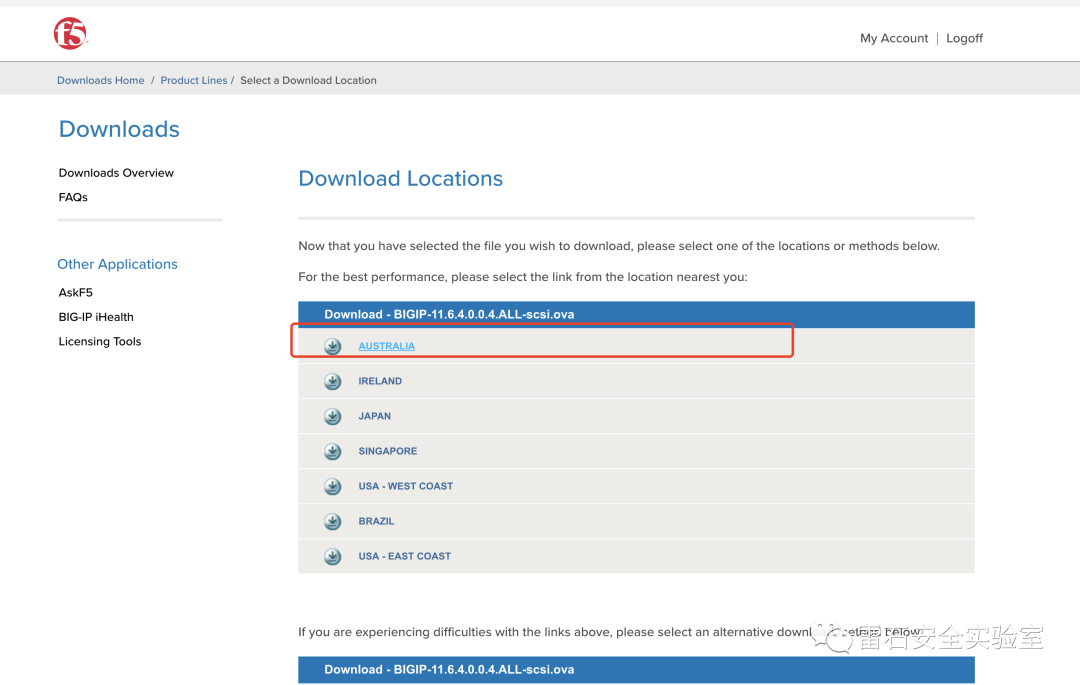 f5
My Account | Logoff
Downloads Home / Product Lines / Select a Download Location
Downloads
Downloads Overview
FAQs
Other Applications
AskF5
BIG-IP iHealth
Licensing Tools
Download Locations
Now that you have selected the file you wish to download, please select one of the locations or methods below.
For the best performance, please select the link from the location nearest you:
Download - BIGIP-11.6.4.0.0.4.ALL-scsi.ova
AUSTRALIA
IRELAND
JAPAN
SINGAPORE
USA - WEST COAST
BRAZIL
USA - EAST COAST
If you are experiencing difficulties with the links above, please select an alternative download method below.
雷石安全实验室
Download - BIGIP-11.6.4.0.0.4.ALL-scsi.ova